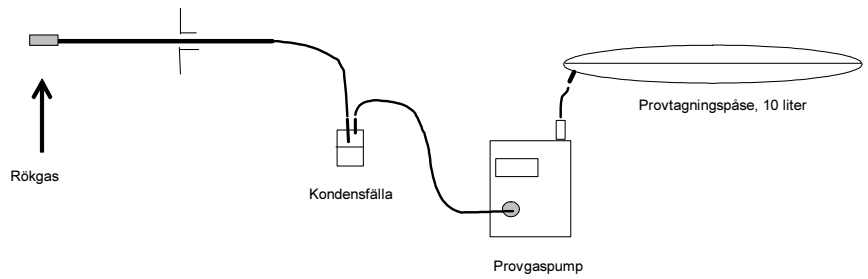 Provtagningspåse, 10 liter
Rökgas
Kondensfälla
Provgaspump